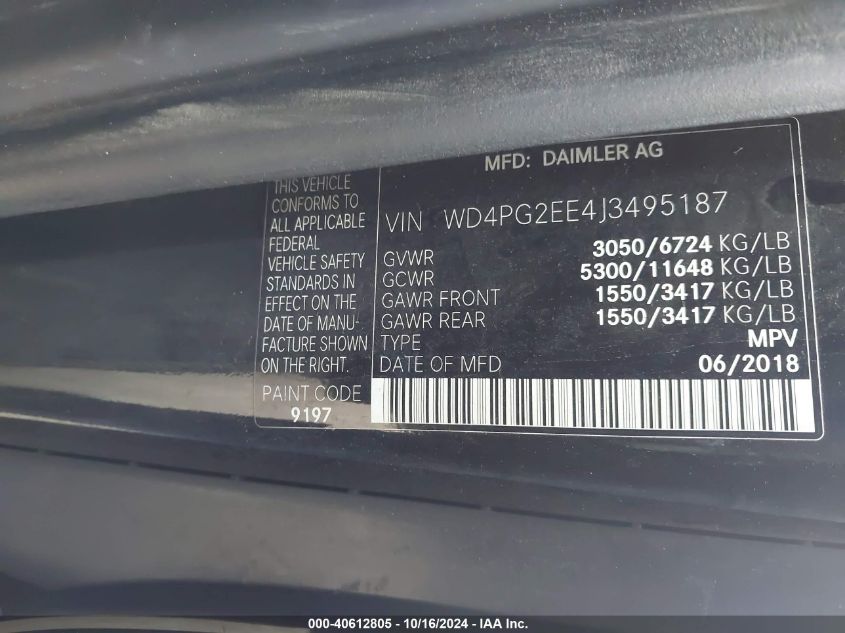 MFD: DAIMLER AG
THIS VEHICLE
CONFORMS TO
ALL APPLICABLE
FEDERAL
VEHICLE SAFETY
STANDARDS IN
EFFECT ON THE
DATE OF MANU-
FACTURE SHOWN
ON THE RIGHT.
PAINT CODE
9197
VIN WD4PG2EE4J3495187
GVWR 3050/6724 KG/LB
GCWR 5300/11648 KG/LB
GAWR FRONT 1550/3417 KG/LB
GAWR REAR 1550/3417 KG/LB
TYPE MPV
DATE OF MFD 06/2018
000-40612805 - 10/16/2024 - IAA Inc.